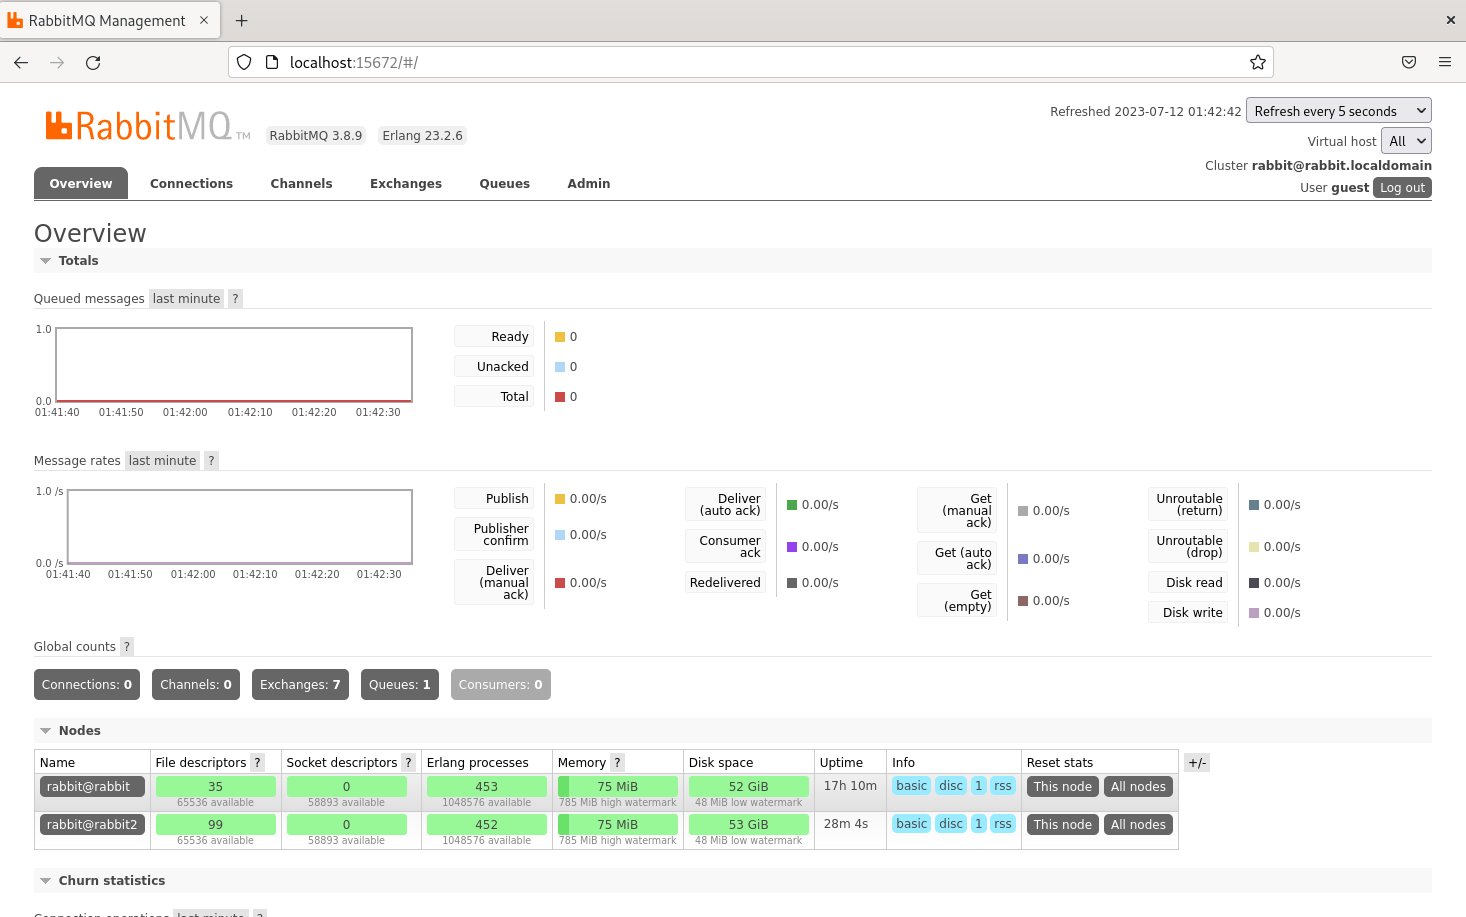 RabbitMQ Management
localhost:15672/#/
RabbitMQ TM
RabbitMQ 3.8.9
Erlang 23.2.6
Refreshed 2023-07-12 01:42:42
Refresh every 5 seconds
Virtual host
All
Cluster rabbit@rabbit.localdomain
User guest
Log out
Overview Connections Channels Exchanges Queues Admin
Overview
Totals
Queued messages last minute ?
1.0
0.0
01:41:40 01:41:50 01:42:00 01:42:10 01:42:20 01:42:30
Ready 0
Unacked 0
Total 0
Message rates last minute ?
1.0 /s
0.0 /s
01:41:40 01:41:50 01:42:00 01:42:10 01:42:20 01:42:30
Publish 0.00/s
Publisher
confirm 0.00/s
Deliver
(manual
ack) 0.00/s
Deliver
(auto ack) 0.00/s
Consumer
ack 0.00/s
Redelivered 0.00/s
Get
(manual
ack) 0.00/s
Get (auto
ack) 0.00/s
Get
(empty) 0.00/s
Unroutable
(return) 0.00/s
Unroutable
(drop) 0.00/s
Disk read 0.00/s
Disk write 0.00/s
Global counts ?
Connections: 0 Channels: 0 Exchanges: 7 Queues: 1 Consumers: 0
Nodes
Name File descriptors ? Socket descriptors ? Erlang processes Memory ? Disk space Uptime Info Reset stats +/-
rabbit@rabbit 35 0 453 75 MiB 52 GiB 17h 10m basic disc 1 rss This node All nodes
65536 available 58893 available 1048576 available 785 MiB high watermark 48 MiB low watermark
rabbit@rabbit2 99 0 452 75 MiB 53 GiB 28m 4s basic disc 1 rss This node All nodes
65536 available 58893 available 1048576 available 785 MiB high watermark 48 MiB low watermark
Churn statistics
Connection operations last minute ?